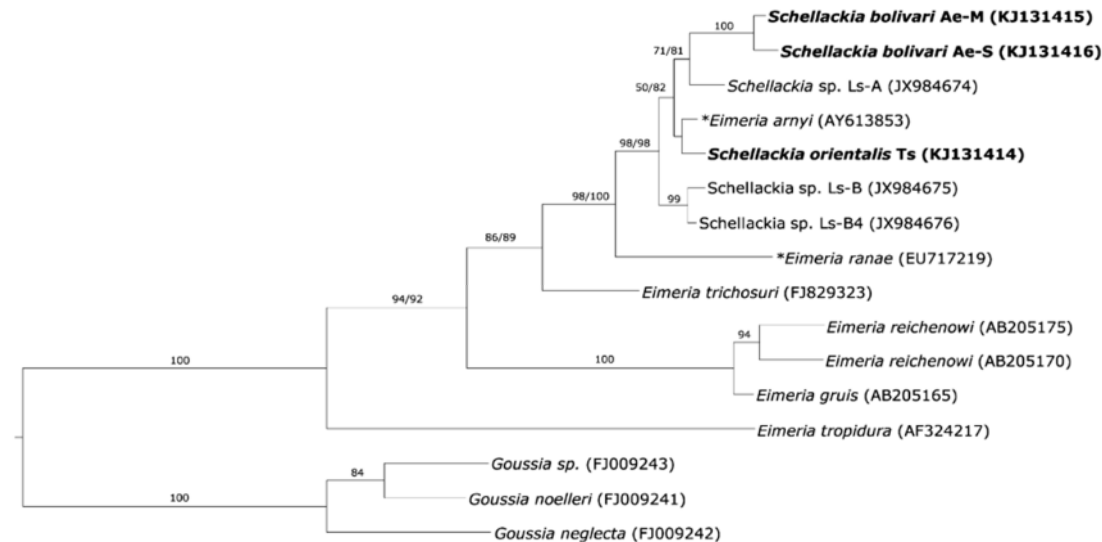 Schellackia bolivari Ae-M (KJ131415)
100
Schellackia bolivari Ae-S (KJ131416)
71/81
Schellackia sp. Ls-A (JX984674)
50/82
*Eimeria arnyi (AY613853)
98/98
Schellackia orientalis Ts (KJ131414)
98/100
Schellackia sp. Ls-B (JX984675)
99
Schellackia sp. Ls-B4 (JX984676)
86/89
*Eimeria ranae (EU717219)
Eimeria trichosuri (FJ829323)
94/92
Eimeria reichenowi (AB205175)
94
100
Eimeria reichenowi (AB205170)
100
Eimeria gruis (AB205165)
Eimeria tropidura (AF324217)
Goussia sp. (FJ009243)
84
100
Goussia noelleri (FJ009241)
Goussia neglecta (FJ009242)